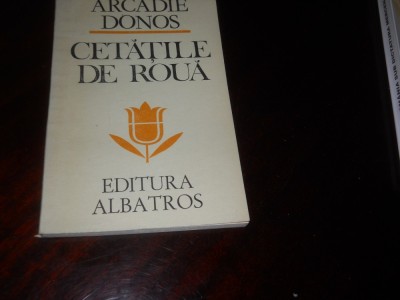 ARCADIE
DONOS
CETĂȚILE
DE ROUĂ
EDITURA
ALBATROS